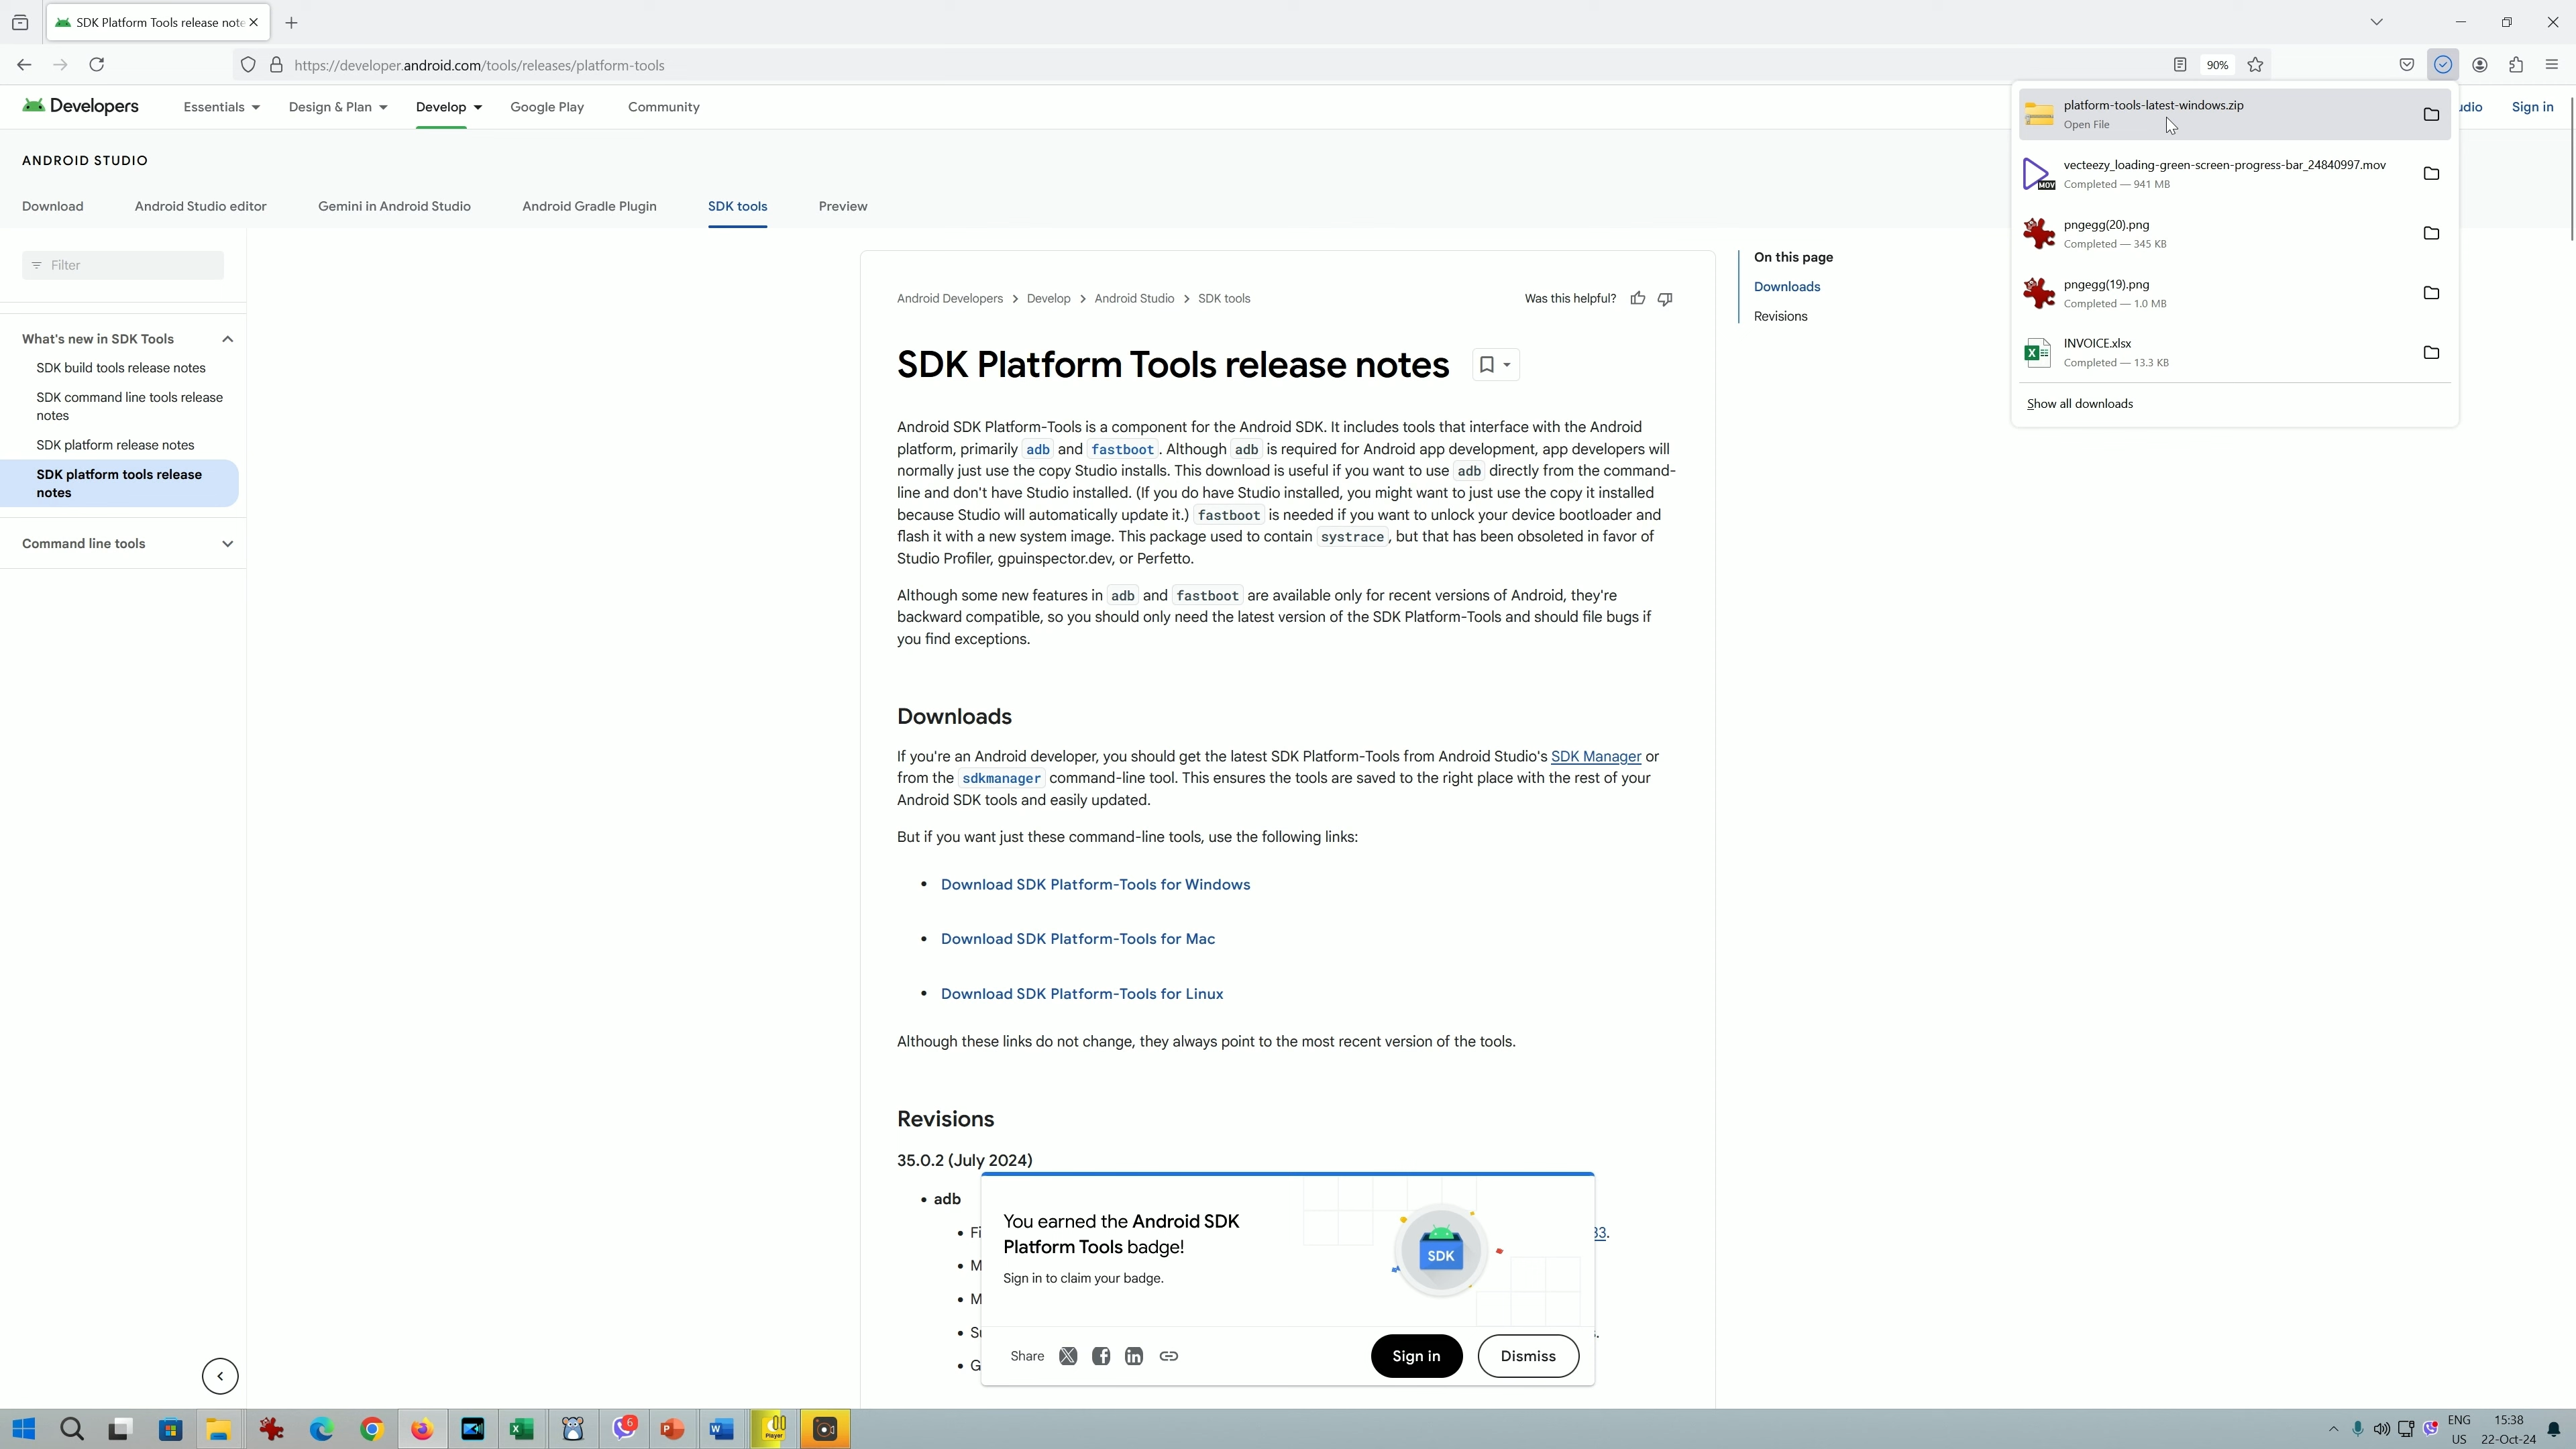 SDK Platform Tools release note
https://developer.android.com/tools/releases/platform-tools
90%
Developers
Essentials
Design & Plan
Develop
Google Play
Community
udio
Sign in
ANDROID STUDIO
Download
Android Studio editor
Gemini in Android Studio
Android Gradle Plugin
SDK tools
Preview
platform-tools-latest-windows.zip
Open File
vecteezy_loading-green-screen-progress-bar_24840997.mov
Completed — 941 MB
MOV
pngegg(20).png
Completed — 345 KB
pngegg(19).png
Completed — 1.0 MB
INVOICE.xlsx
Completed — 13.3 KB
Show all downloads
Filter
What's new in SDK Tools
SDK build tools release notes
SDK command line tools release
notes
SDK platform release notes
SDK platform tools release
notes
Command line tools
Android Developers > Develop > Android Studio > SDK tools
Was this helpful?
On this page
Downloads
Revisions
SDK Platform Tools release notes
Android SDK Platform-Tools is a component for the Android SDK. It includes tools that interface with the Android
platform, primarily adb and fastboot. Although adb is required for Android app development, app developers will
normally just use the copy Studio installs. This download is useful if you want to use adb directly from the command-
line and don't have Studio installed. (If you do have Studio installed, you might want to just use the copy it installed
because Studio will automatically update it.) fastboot is needed if you want to unlock your device bootloader and
flash it with a new system image. This package used to contain systrace, but that has been obsoleted in favor of
Studio Profiler, gpuinspector.dev, or Perfetto.
Although some new features in adb and fastboot are available only for recent versions of Android, they're
backward compatible, so you should only need the latest version of the SDK Platform-Tools and should file bugs if
you find exceptions.
Downloads
If you're an Android developer, you should get the latest SDK Platform-Tools from Android Studio's SDK Manager or
from the sdkmanager command-line tool. This ensures the tools are saved to the right place with the rest of your
Android SDK tools and easily updated.
But if you want just these command-line tools, use the following links:
• Download SDK Platform-Tools for Windows
• Download SDK Platform-Tools for Mac
• Download SDK Platform-Tools for Linux
Although these links do not change, they always point to the most recent version of the tools.
Revisions
35.0.2 (July 2024)
• adb
• Fi
33.
• M
• M
• Su
• G
You earned the Android SDK
Platform Tools badge!
Sign in to claim your badge.
SDK
Share
Sign in
Dismiss
6
Player
ENG
US
15:38
22-Oct-24